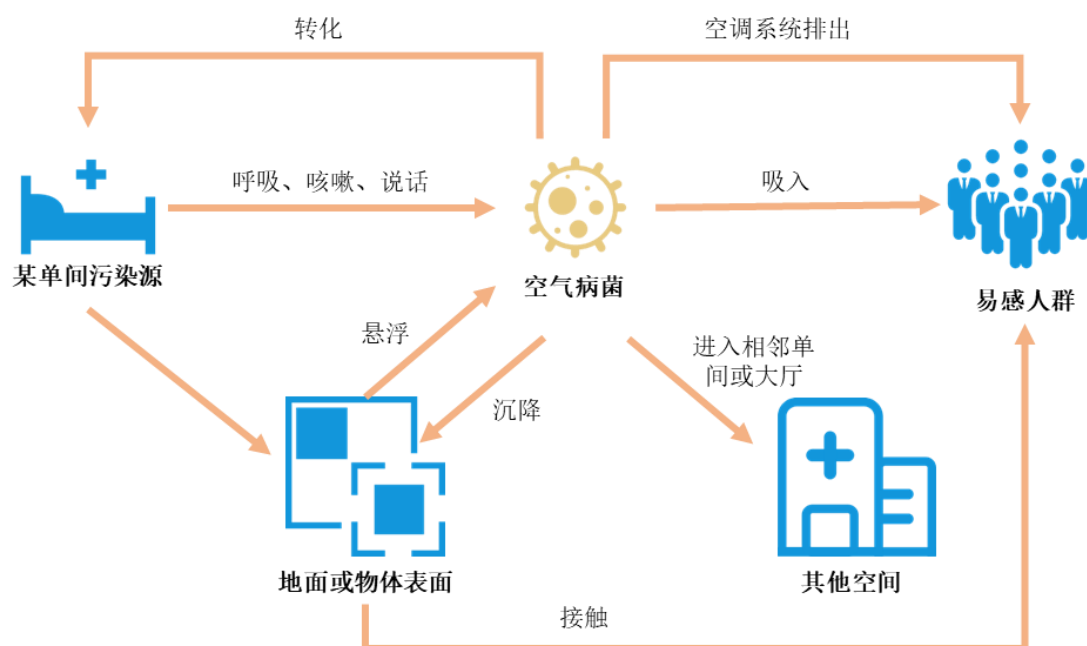 转化
空调系统排出
呼吸、咳嗽、说话
吸入
某单间污染源
空气病菌
易感人群
悬浮
进入相邻单
间或大厅
沉降
地面或物体表面
其他空间
接触